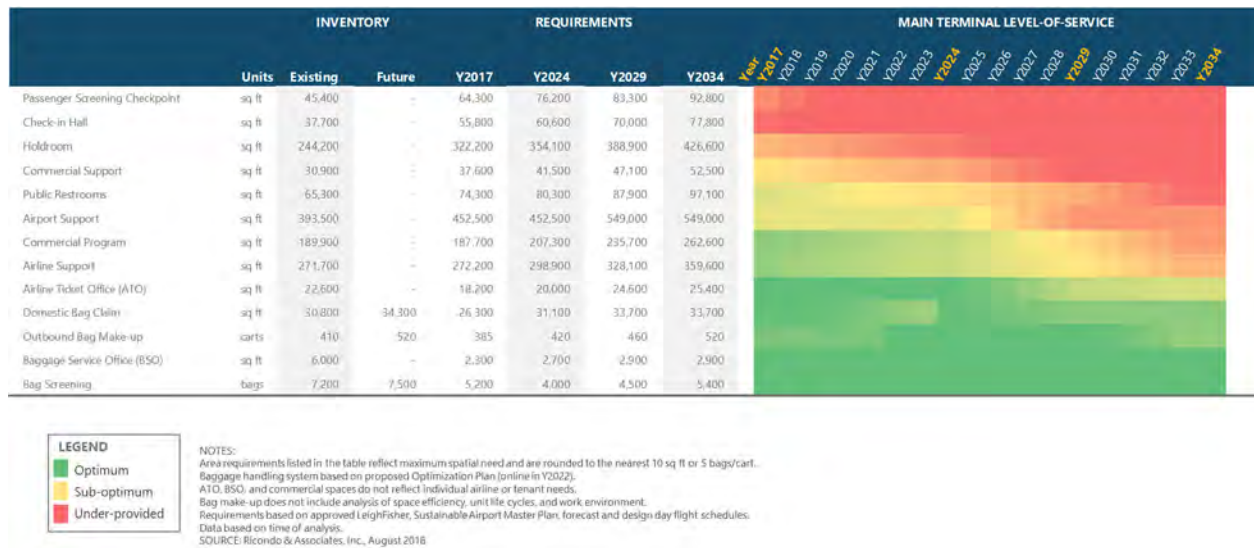 INVENTORY REQUIREMENTS MAIN TERMINAL LEVEL-OF-SERVICE
Units Existing Future Y2017 Y2024 Y2029 Y2034 Year Y2017 Y2018 Y2019 Y2020 Y2021 Y2022 Y2023 Y2024 Y2025 Y2026 Y2027 Y2028 Y2029 Y2030 Y2031 Y2032 Y2033 Y2034
Passenger Screening Checkpoint sq ft 45,400 - 64,300 76,200 83,300 92,800
Check-in Hall sq ft 37,700 - 55,800 60,600 70,000 77,800
Holdroom sq ft 244,200 - 322,200 354,100 388,900 426,600
Commercial Support sq ft 30,900 - 37,600 41,500 47,100 52,500
Public Restrooms sq ft 65,300 - 74,300 80,300 87,900 97,100
Airport Support sq ft 393,500 - 452,500 452,500 549,000 549,000
Commercial Program sq ft 189,900 - 187,700 207,300 235,700 262,600
Airline Support sq ft 271,700 - 272,200 298,900 328,100 359,600
Airline Ticket Office (ATO) sq ft 22,600 - 18,200 20,000 24,600 25,400
Domestic Bag Claim sq ft 30,800 34,300 26,300 31,100 33,700 33,700
Outbound Bag Make-up carts 410 520 385 420 460 520
Baggage Service Office (BSO) sq ft 6,000 - 2,300 2,700 2,900 2,900
Bag Screening bags 7,200 7,500 5,200 4,000 4,500 5,400
LEGEND
Optimum
Sub-optimum
Under-provided
NOTES:
Area requirements listed in the table reflect maximum spatial need and are rounded to the nearest 10 sq ft or 5 bags/cart.
Baggage handling system based on proposed Optimization Plan (online in Y2022).
ATO, BSO, and commercial spaces do not reflect individual airline or tenant needs.
Bag make-up does not include analysis of space efficiency, unit life cycles, and work environment.
Requirements based on approved LeighFisher, Sustainable Airport Master Plan, forecast and design day flight schedules.
Data based on time of analysis.
SOURCE: Ricondo & Associates, Inc., August 2018